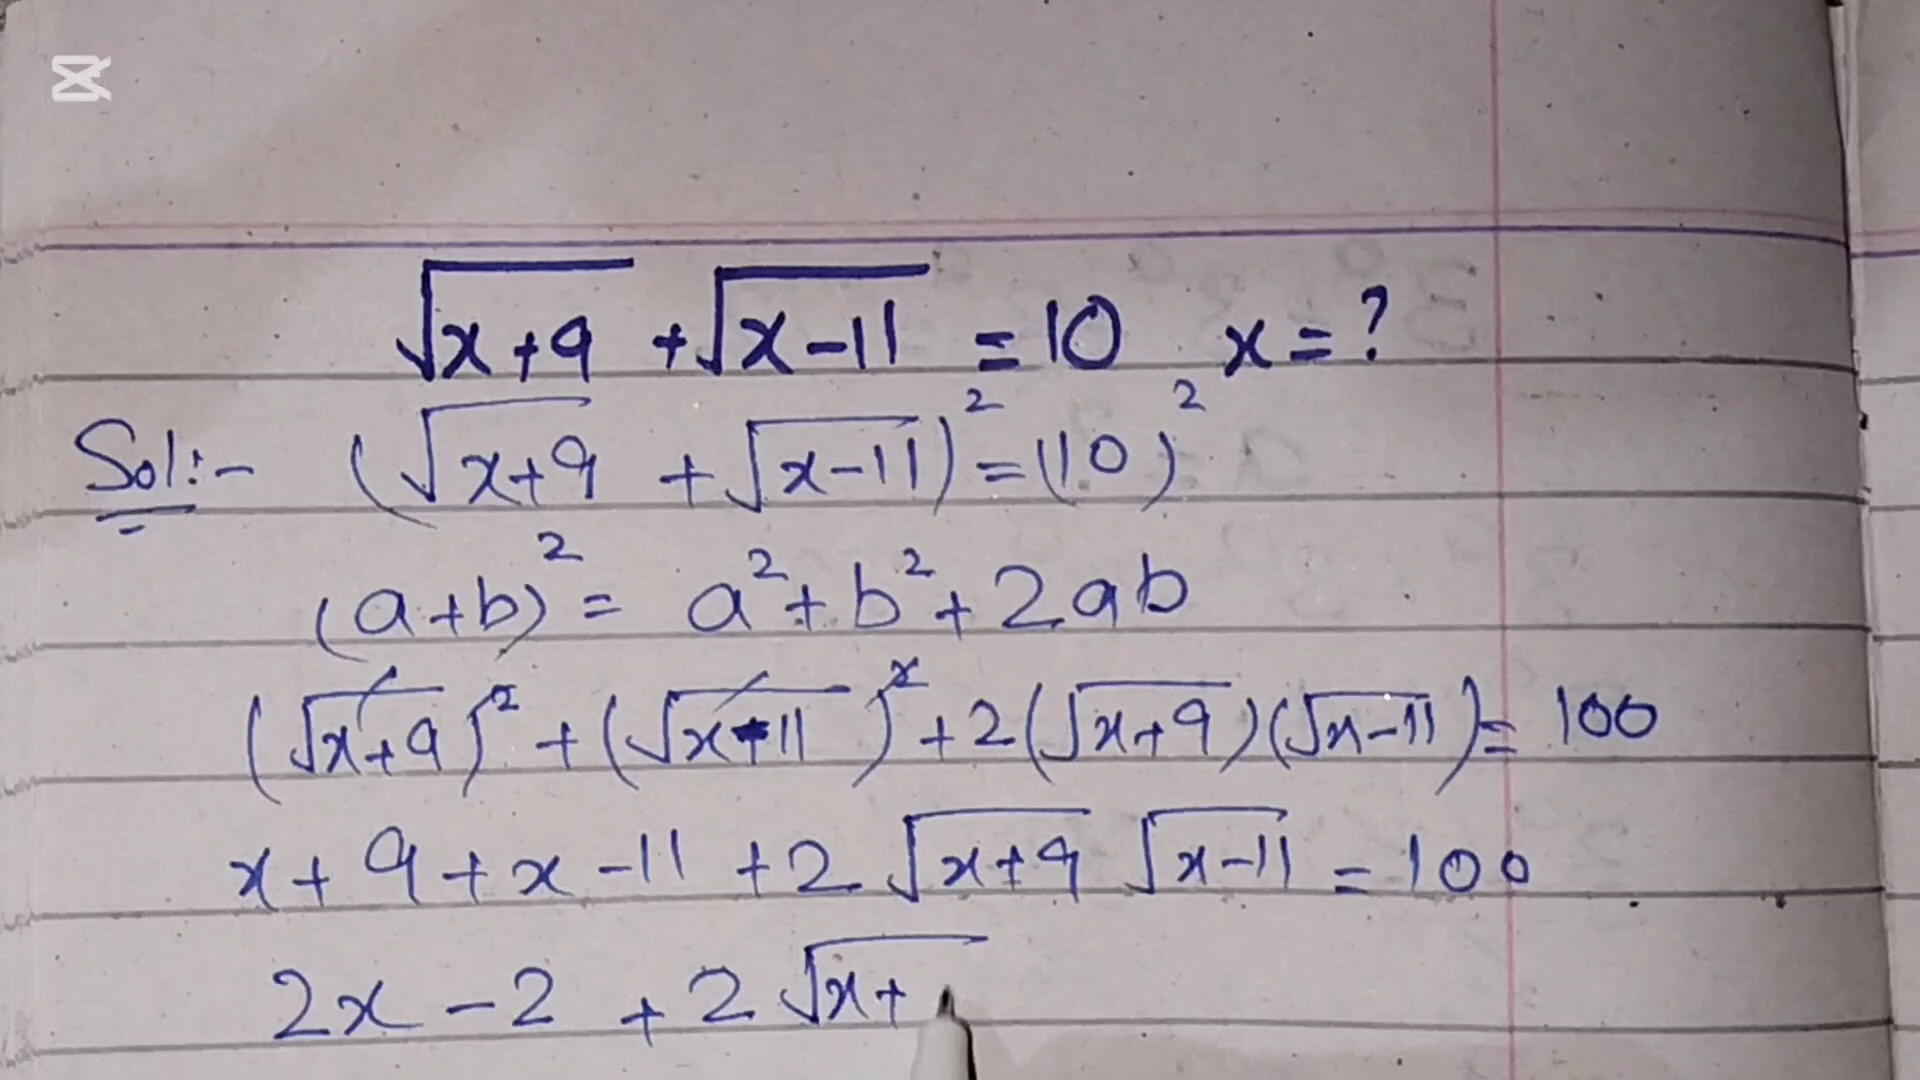 √x+9 + √x-11 = 10 x = ?
Sol:- (√x+9 + √x-11)² = (10)²
(a+b)² = a² + b² + 2ab
(√x+9)² + (√x-11)² + 2(√x+9)(√x-11) = 100
x + 9 + x - 11 + 2 √x+9 √x-11 = 100
2x - 2 + 2 √x+